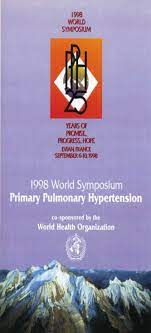 1998
WORLD
SYMPOSIUM
PPH
25
YEARS OF
PROMISE,
PROGRESS, HOPE
EVIAN, FRANCE
SEPTEMBER 6-10, 1998
1998 World Symposium
Primary Pulmonary Hypertension
co-sponsored by the
World Health Organization